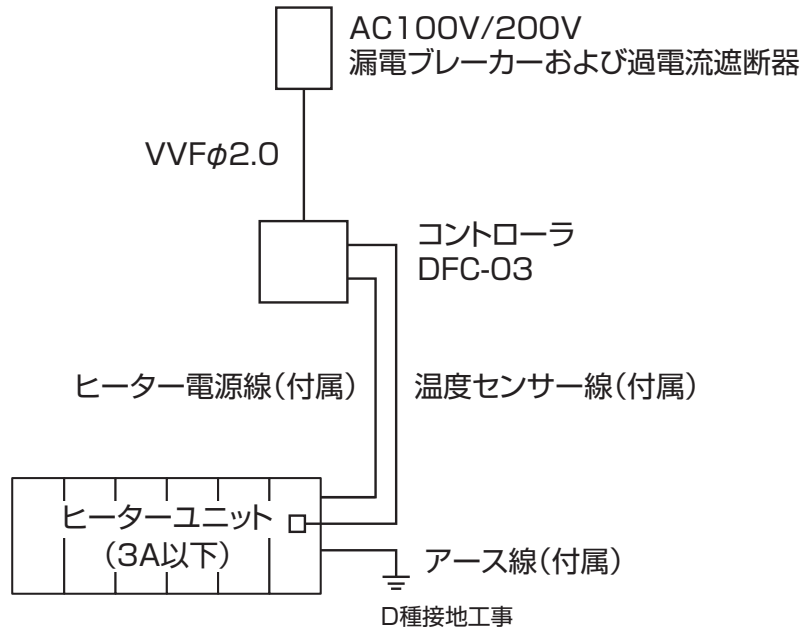 AC100V/200V
漏電ブレーカーおよび過電流遮断器
VVFφ2.0
コントローラ
DFC-03
ヒーター電源線(付属)
温度センサー線(付属)
ヒーターユニット
(3A以下)
アース線(付属)
D種接地工事